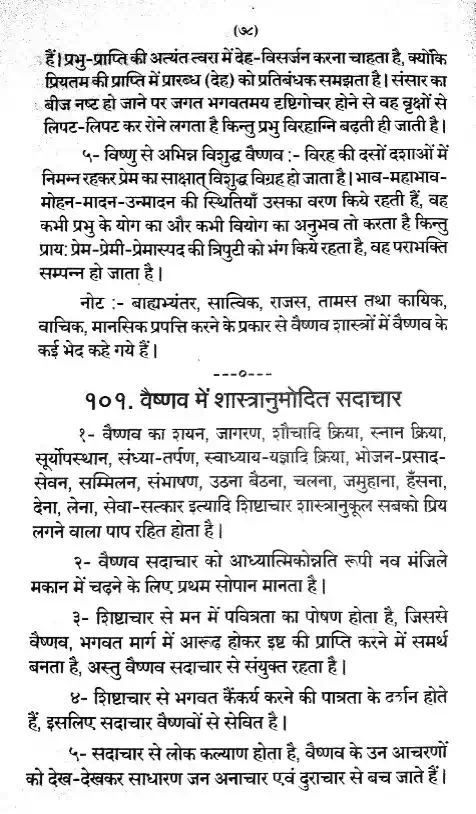 (७८)
हैं। प्रभु-प्राप्ति की अत्यंत त्वरा में देह-विसर्जन करना चाहता है, क्योंकि
प्रियतम की प्राप्ति में प्रारब्ध (देह) को प्रतिबंधक समझता है। संसार का
बीज नष्ट हो जाने पर जगत भगवतमय दृष्टिगोचर होने से वह वृक्षों से
लिपट-लिपट कर रोने लगता है किन्तु प्रभु विरहाग्नि बढ़ती ही जाती है।
५- विष्णु से अभिन्न विशुद्ध वैष्णव :- विरह की दसों दशाओं में
निमग्न रहकर प्रेम का साक्षात् विशुद्ध विग्रह हो जाता है। भाव-महाभाव-
मोहन-मादन-उन्मादन की स्थितियाँ उसका वरण किये रहती हैं, वह
कभी प्रभु के योग का और कभी वियोग का अनुभव तो करता है किन्तु
प्राय: प्रेम-प्रेमी-प्रेमास्पद की त्रिपुटी को भंग किये रहता है, वह पराभक्ति
सम्पन्न हो जाता है।
नोट :- बाह्यभ्यंतर, सात्विक, राजस, तामस तथा कायिक,
वाचिक, मानसिक प्रपत्ति करने के प्रकार से वैष्णव शास्त्रों में वैष्णव के
कई भेद कहे गये हैं।
---०---
१०१. वैष्णव में शास्त्रानुमोदित सदाचार
१- वैष्णव का शयन, जागरण, शौचादि क्रिया, स्नान क्रिया,
सूर्योपस्थान, संध्या-तर्पण, स्वाध्याय-यज्ञादि क्रिया, भोजन-प्रसाद-
सेवन, सम्मिलन, संभाषण, उठना बैठना, चलना, जमुहाना, हँसना,
देना, लेना, सेवा-सत्कार इत्यादि शिष्टाचार शास्त्रानुकूल सबको प्रिय
लगने वाला पाप रहित होता है।
२- वैष्णव सदाचार को आध्यात्मिकोन्नति रूपी नव मंजिले
मकान में चढ़ने के लिए प्रथम सोपान मानता है।
३- शिष्टाचार से मन में पवित्रता का पोषण होता है, जिससे
वैष्णव, भगवत मार्ग में आरूढ़ होकर इष्ट की प्राप्ति करने में समर्थ
बनता है, अस्तु वैष्णव सदाचार से संयुक्त रहता है।
४- शिष्टाचार से भगवत कैंकर्य करने की पात्रता के दर्शन होते
हैं, इसलिए सदाचार वैष्णवों से सेवित है।
५- सदाचार से लोक कल्याण होता है, वैष्णव के उन आचरणों
को देख-देखकर साधारण जन अनाचार एवं दुराचार से बच जाते हैं।